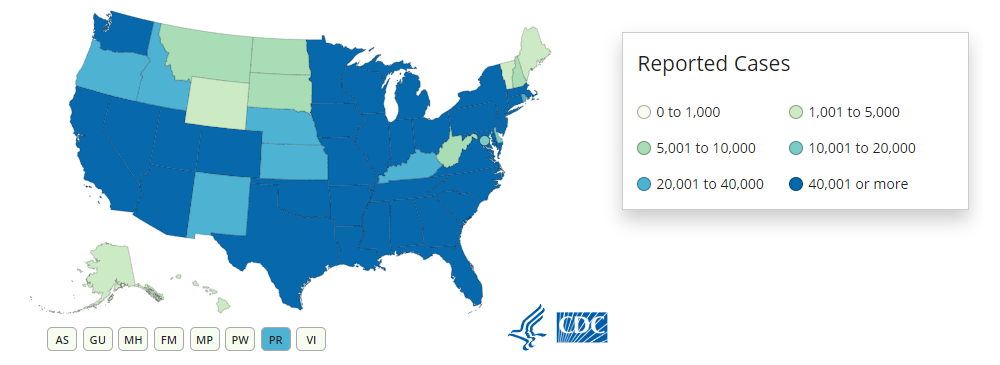 Reported Cases
0 to 1,000
1,001 to 5,000
5,001 to 10,000
10,001 to 20,000
20,001 to 40,000
40,001 or more
CDC
AS GU MH FM MP PW PR VI